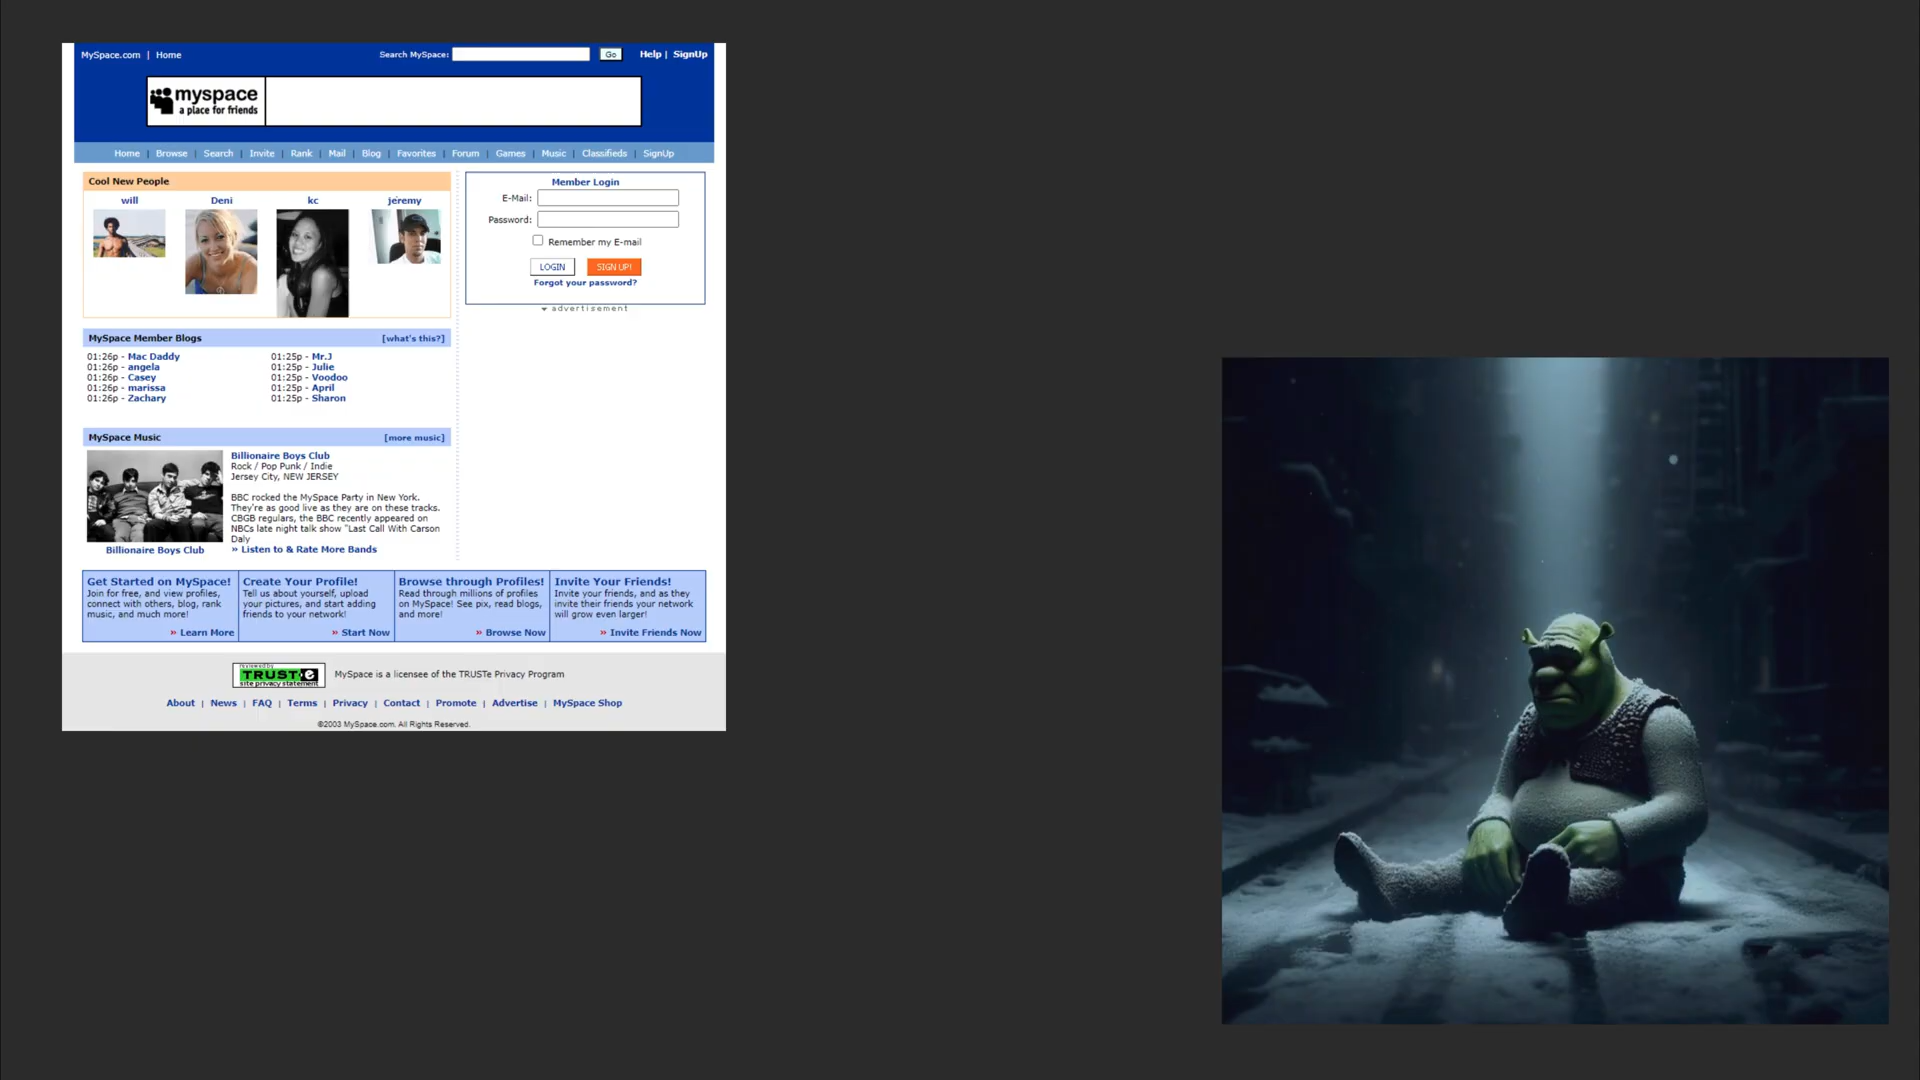 MySpace.com | Home
Search MySpace: Go Help | SignUp
myspace
a place for friends
Home | Browse | Search | Invite | Rank | Mail | Blog | Favorites | Forum | Games | Music | Classifieds | SignUp
Cool New People
will Deni kc jeremy
Member Login
E-Mail:
Password:
Remember my E-mail
LOGIN SIGN UP!
Forgot your password?
advertisement
MySpace Member Blogs [what's this?]
01:26p - Mac Daddy 01:25p - Mr.J
01:26p - angela 01:25p - Julie
01:26p - Casey 01:25p - Voodoo
01:26p - marissa 01:25p - April
01:26p - Zachary 01:25p - Sharon
MySpace Music [more music]
Billionaire Boys Club
Rock / Pop Punk / Indie
Jersey City, NEW JERSEY
BBC rocked the MySpace Party in New York.
They're as good live as they are on these tracks.
CBGB regulars, the BBC recently appeared on
NBCs late night talk show "Last Call With Carson
Daly
» Listen to & Rate More Bands
Billionaire Boys Club
Get Started on MySpace!
Join for free, and view profiles,
connect with others, blog, rank
music, and much more!
» Learn More
Create Your Profile!
Tell us about yourself, upload
your pictures, and start adding
friends to your network!
» Start Now
Browse through Profiles!
Read through millions of profiles
on MySpace! See pix, read blogs,
and more!
» Browse Now
Invite Your Friends!
Invite your friends, and as they
invite their friends your network
will grow even larger!
» Invite Friends Now
reviewed by
TRUSTe
site privacy statement
MySpace is a licensee of the TRUSTe Privacy Program
About | News | FAQ | Terms | Privacy | Contact | Promote | Advertise | MySpace Shop
©2003 MySpace.com. All Rights Reserved.